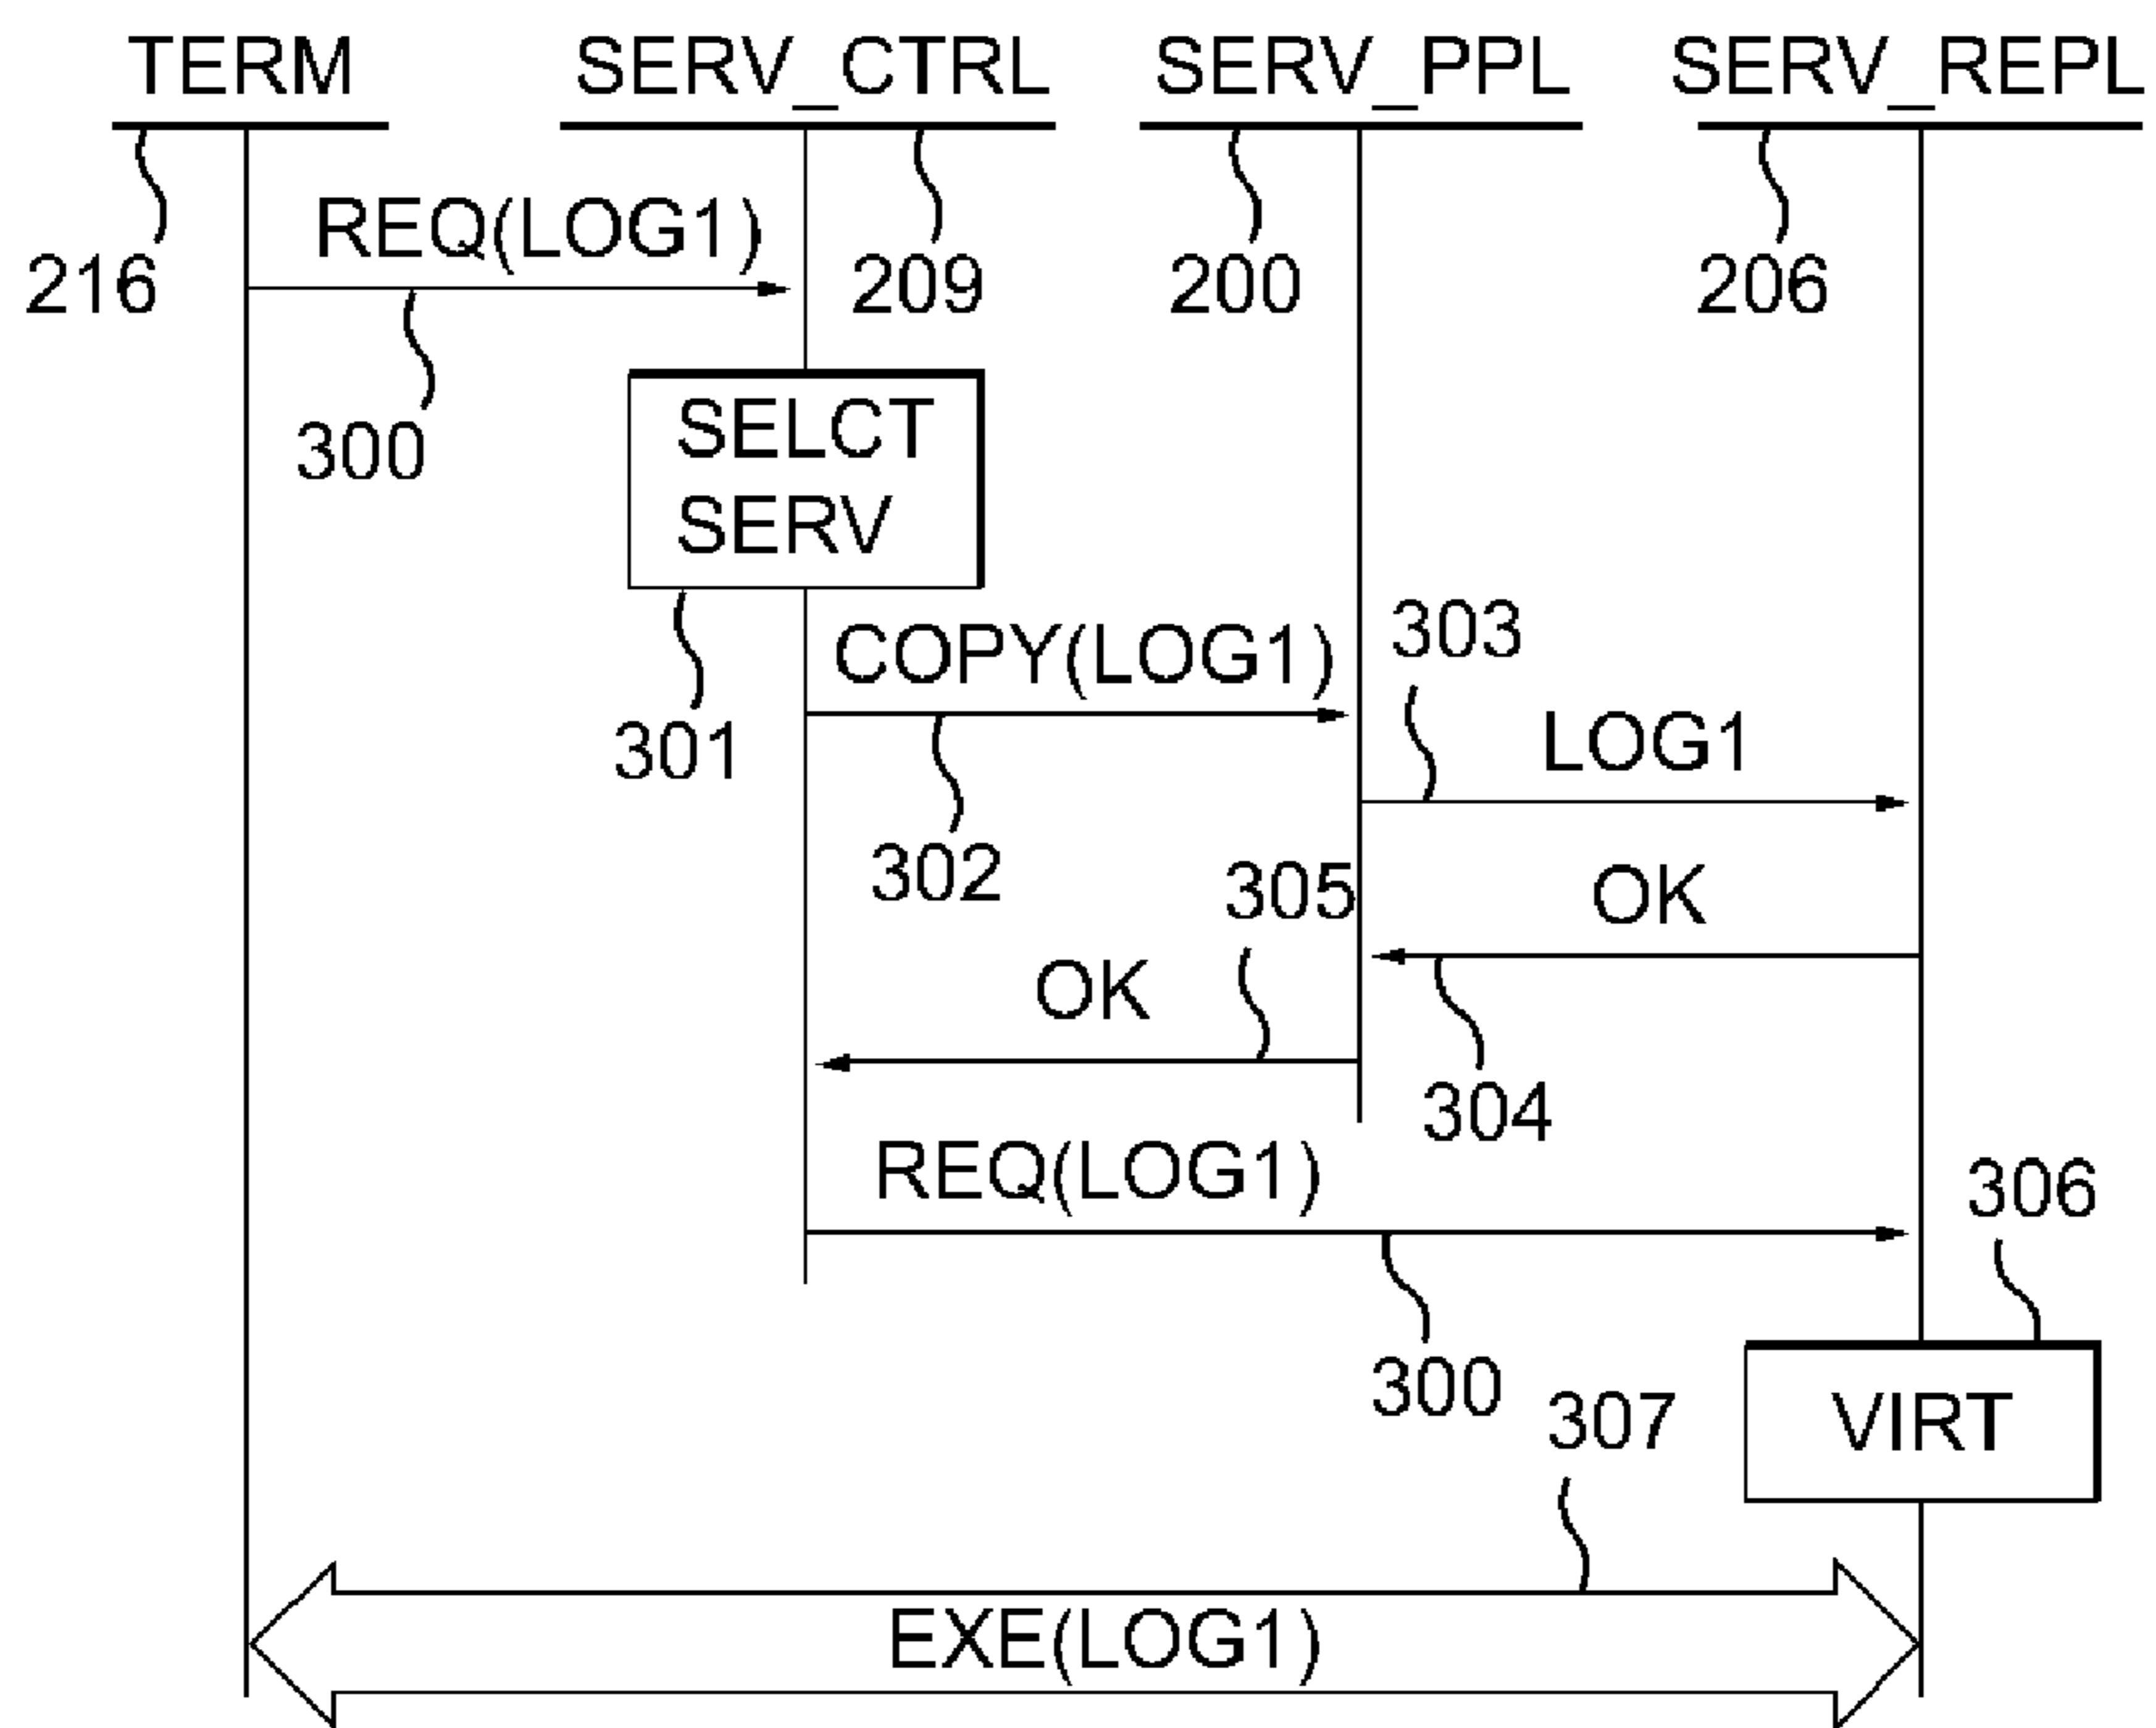 TERM SERV_CTRL SERV_PPL SERV_REPL
REQ(LOG1)
216 209 200 206
300
SELCT
SERV
303
COPY(LOG1)
LOG1
301
302
305
OK
OK
304
REQ(LOG1)
306
300
307
VIRT
EXE(LOG1)